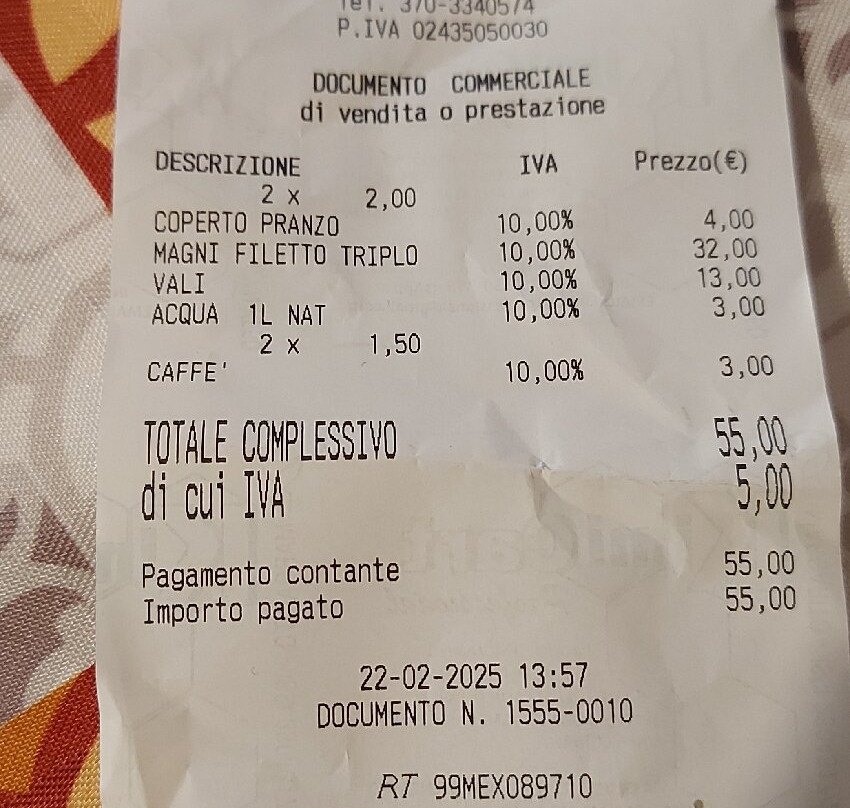 Tel. 370-3340574
P.IVA 02435050030
DOCUMENTO COMMERCIALE
di vendita o prestazione
DESCRIZIONE IVA Prezzo(€)
2 x 2,00
COPERTO PRANZO 10,00% 4,00
MAGNI FILETTO TRIPLO 10,00% 32,00
VALI 10,00% 13,00
ACQUA 1L NAT 10,00% 3,00
2 x 1,50
CAFFE' 10,00% 3,00
TOTALE COMPLESSIVO 55,00
di cui IVA 5,00
Pagamento contante 55,00
Importo pagato 55,00
22-02-2025 13:57
DOCUMENTO N. 1555-0010
RT 99MEX089710